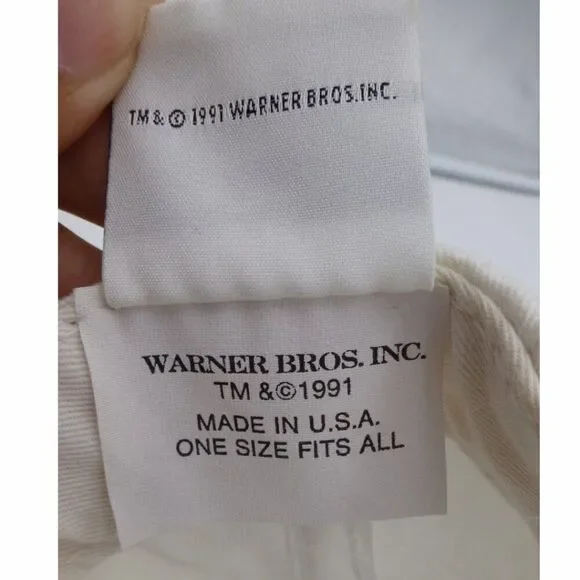 TM & © 1991 WARNER BROS.INC.
WARNER BROS. INC.
TM &©1991
MADE IN U.S.A.
ONE SIZE FITS ALL